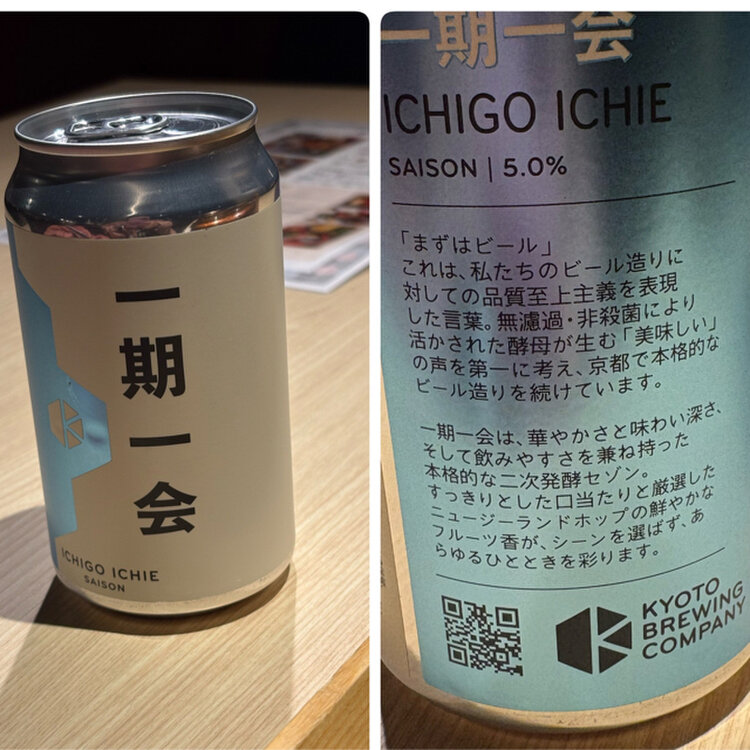 一期一会
ICHIGO ICHIE
SAISON
一期一会
ICHIGO ICHIE
SAISON | 5.0%
「まずはビール」
これは、私たちのビール造りに
対しての品質至上主義を表現
した言葉。無濾過・非殺菌により
活かされた酵母が生む「美味しい」
の声を第一に考え、京都で本格的な
ビール造りを続けています。
一期一会は、華やかさと味わい深さ、
そして飲みやすさを兼ね持った
本格的な二次発酵セゾン。
すっきりとした口当たりと厳選した
ニュージーランドホップの鮮やかな
フルーツ香が、シーンを選ばず、あ
らゆるひとときを彩ります。
KYOTO
BREWING
COMPANY